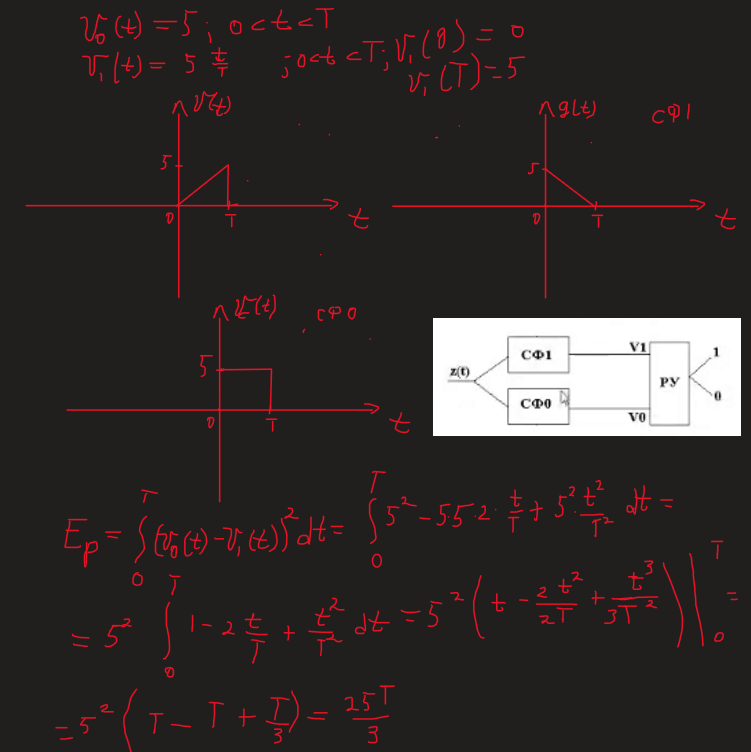 v₀(t) = 5 ; 0 < t < T
v₁(t) = 5 t/T ; 0 < t < T ; v₁(0) = 0
v₁(T) = 5
v(t)
5
0 T t
g(t) СФ1
5
0 T t
v(t) СФ0
5
0 T t
z(t) СФ1 V1 РУ 1
СФ0 V0 0
Eₚ = ∫₀ᵀ (v₀(t) - v₁(t))² dt = ∫₀ᵀ 5² - 5·5·2· t/T + 5²· t²/T² dt =
= 5² ∫₀ᵀ 1 - 2 t/T + t²/T² dt = 5² (t - 2t²/2T + t³/3T²) |₀ᵀ =
= 5² (T - T + T/3) = 25T/3